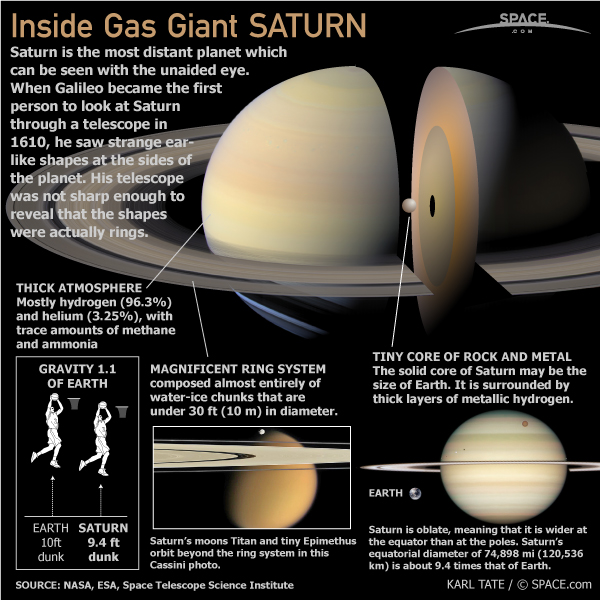 Inside Gas Giant SATURN
SPACE.
.COM
Saturn is the most distant planet which
can be seen with the unaided eye.
When Galileo became the first
person to look at Saturn
through a telescope in
1610, he saw strange ear-
like shapes at the sides of
the planet. His telescope
was not sharp enough to
reveal that the shapes
were actually rings.
THICK ATMOSPHERE
Mostly hydrogen (96.3%)
and helium (3.25%), with
trace amounts of methane
and ammonia
GRAVITY 1.1
OF EARTH
EARTH
10ft
dunk
SATURN
9.4 ft
dunk
MAGNIFICENT RING SYSTEM
composed almost entirely of
water-ice chunks that are
under 30 ft (10 m) in diameter.
Saturn's moons Titan and tiny Epimethus
orbit beyond the ring system in this
Cassini photo.
TINY CORE OF ROCK AND METAL
The solid core of Saturn may be the
size of Earth. It is surrounded by
thick layers of metallic hydrogen.
EARTH
Saturn is oblate, meaning that it is wider at
the equator than at the poles. Saturn's
equatorial diameter of 74,898 mi (120,536
km) is about 9.4 times that of Earth.
SOURCE: NASA, ESA, Space Telescope Science Institute
KARL TATE / © SPACE.com